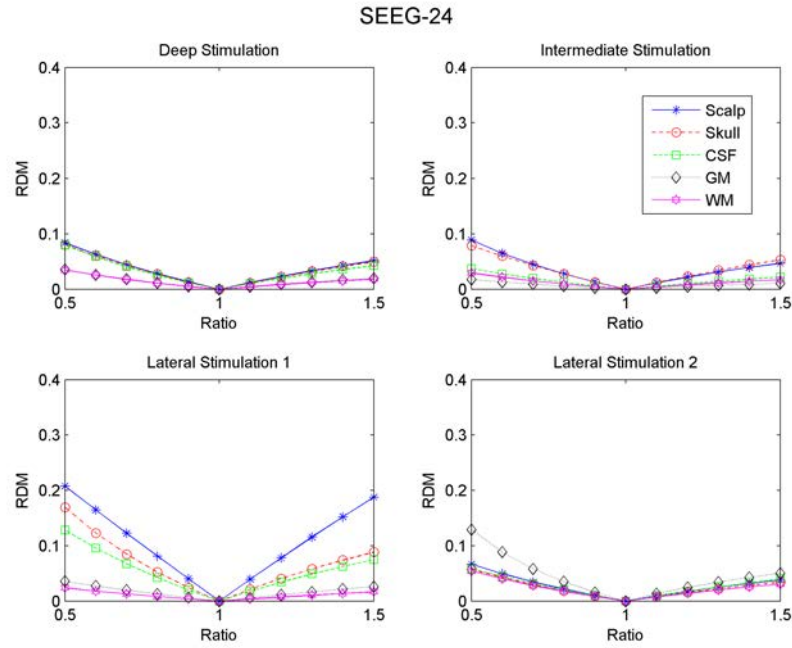 SEEG-24
Deep Stimulation
0.4
0.3
0.2
0.1
0
RDM
0.5
1
1.5
Ratio
Intermediate Stimulation
0.4
0.3
0.2
0.1
0
RDM
0.5
1
1.5
Ratio
Scalp
Skull
CSF
GM
WM
Lateral Stimulation 1
0.4
0.3
0.2
0.1
0
RDM
0.5
1
1.5
Ratio
Lateral Stimulation 2
0.4
0.3
0.2
0.1
0
RDM
0.5
1
1.5
Ratio